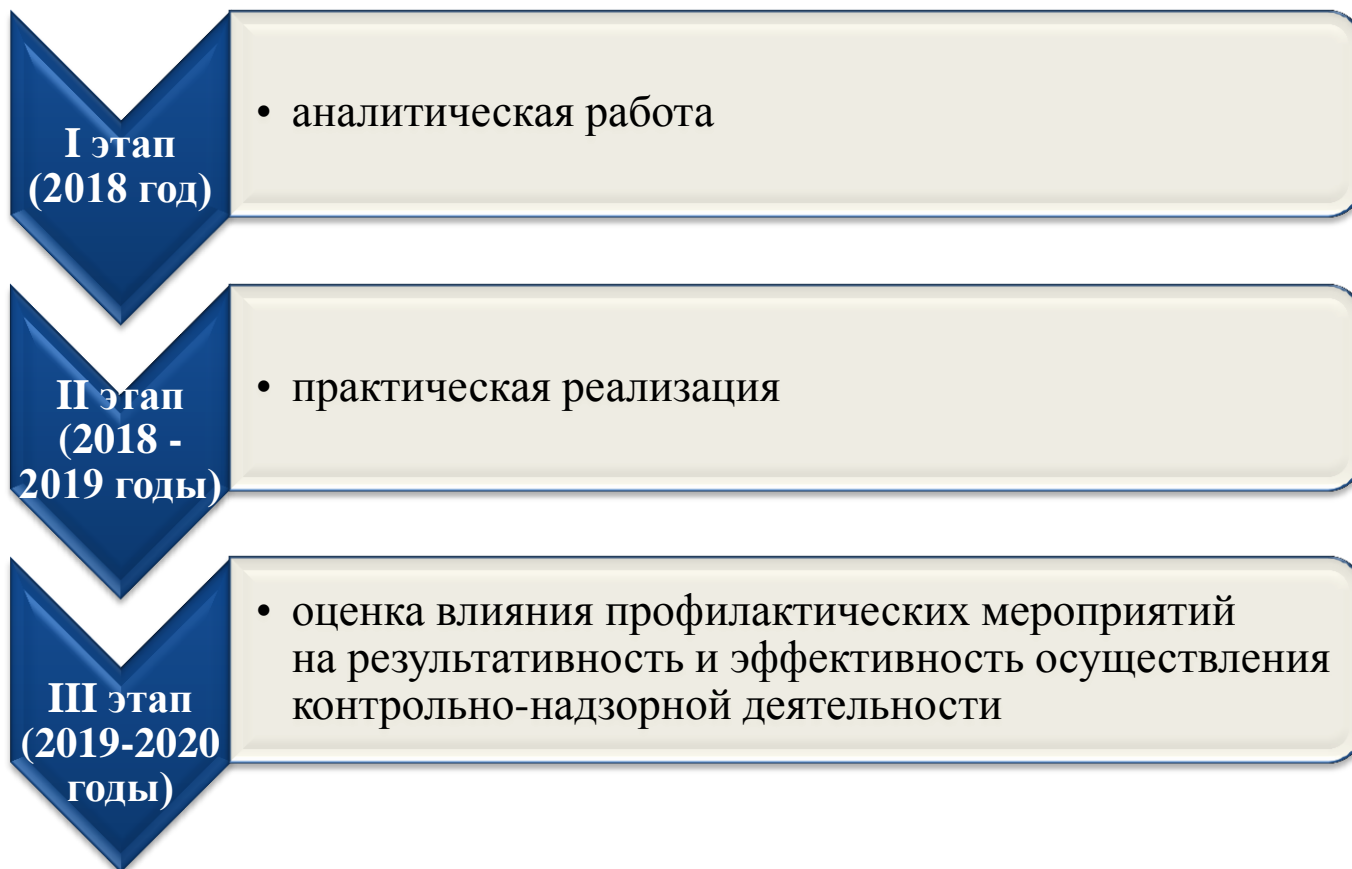 I этап
(2018 год)
• аналитическая работа
II этап
(2018 -
2019 годы)
• практическая реализация
III этап
(2019-2020
годы)
• оценка влияния профилактических мероприятий
на результативность и эффективность осуществления
контрольно-надзорной деятельности